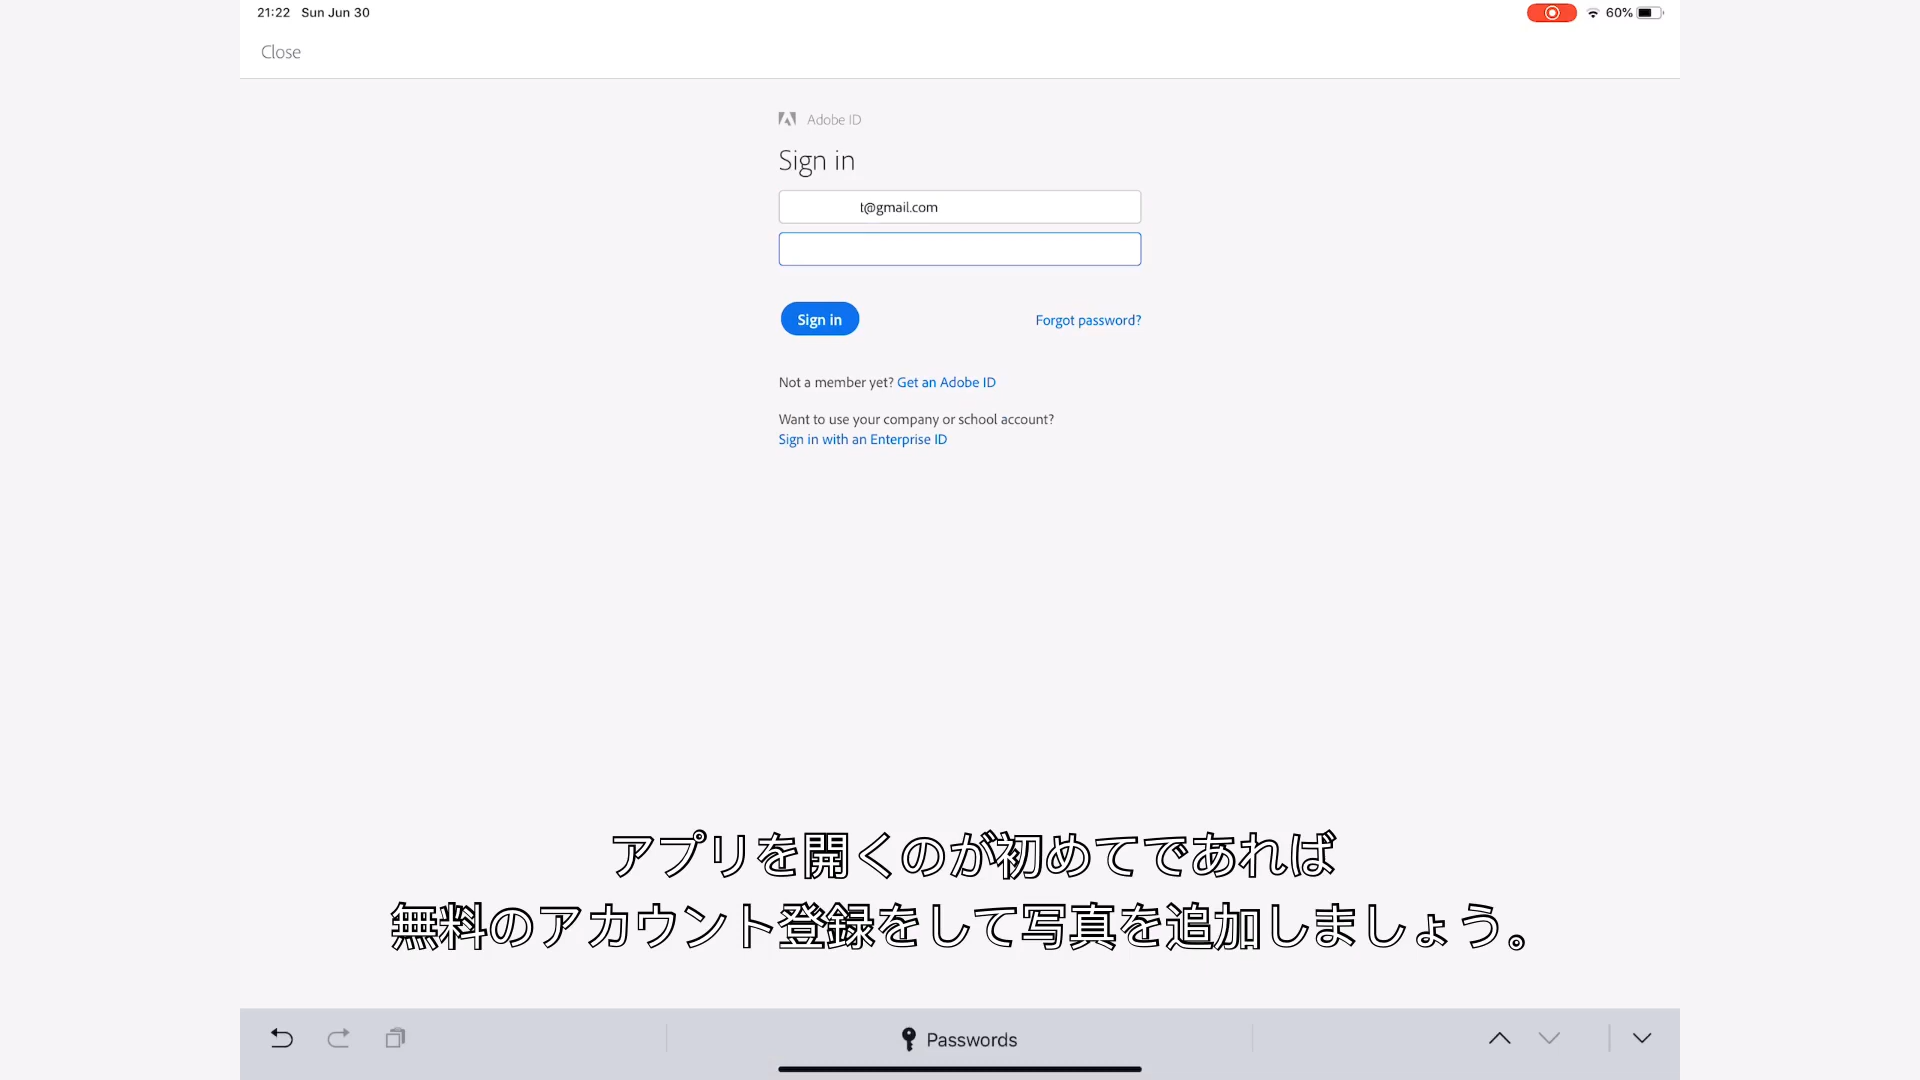 21:22 Sun Jun 30
60%
Close
Adobe ID
Sign in
t@gmail.com
Sign in
Forgot password?
Not a member yet? Get an Adobe ID
Want to use your company or school account?
Sign in with an Enterprise ID
アプリを開くのが初めてであれば
無料のアカウント登録をして写真を追加しましょう。
Passwords